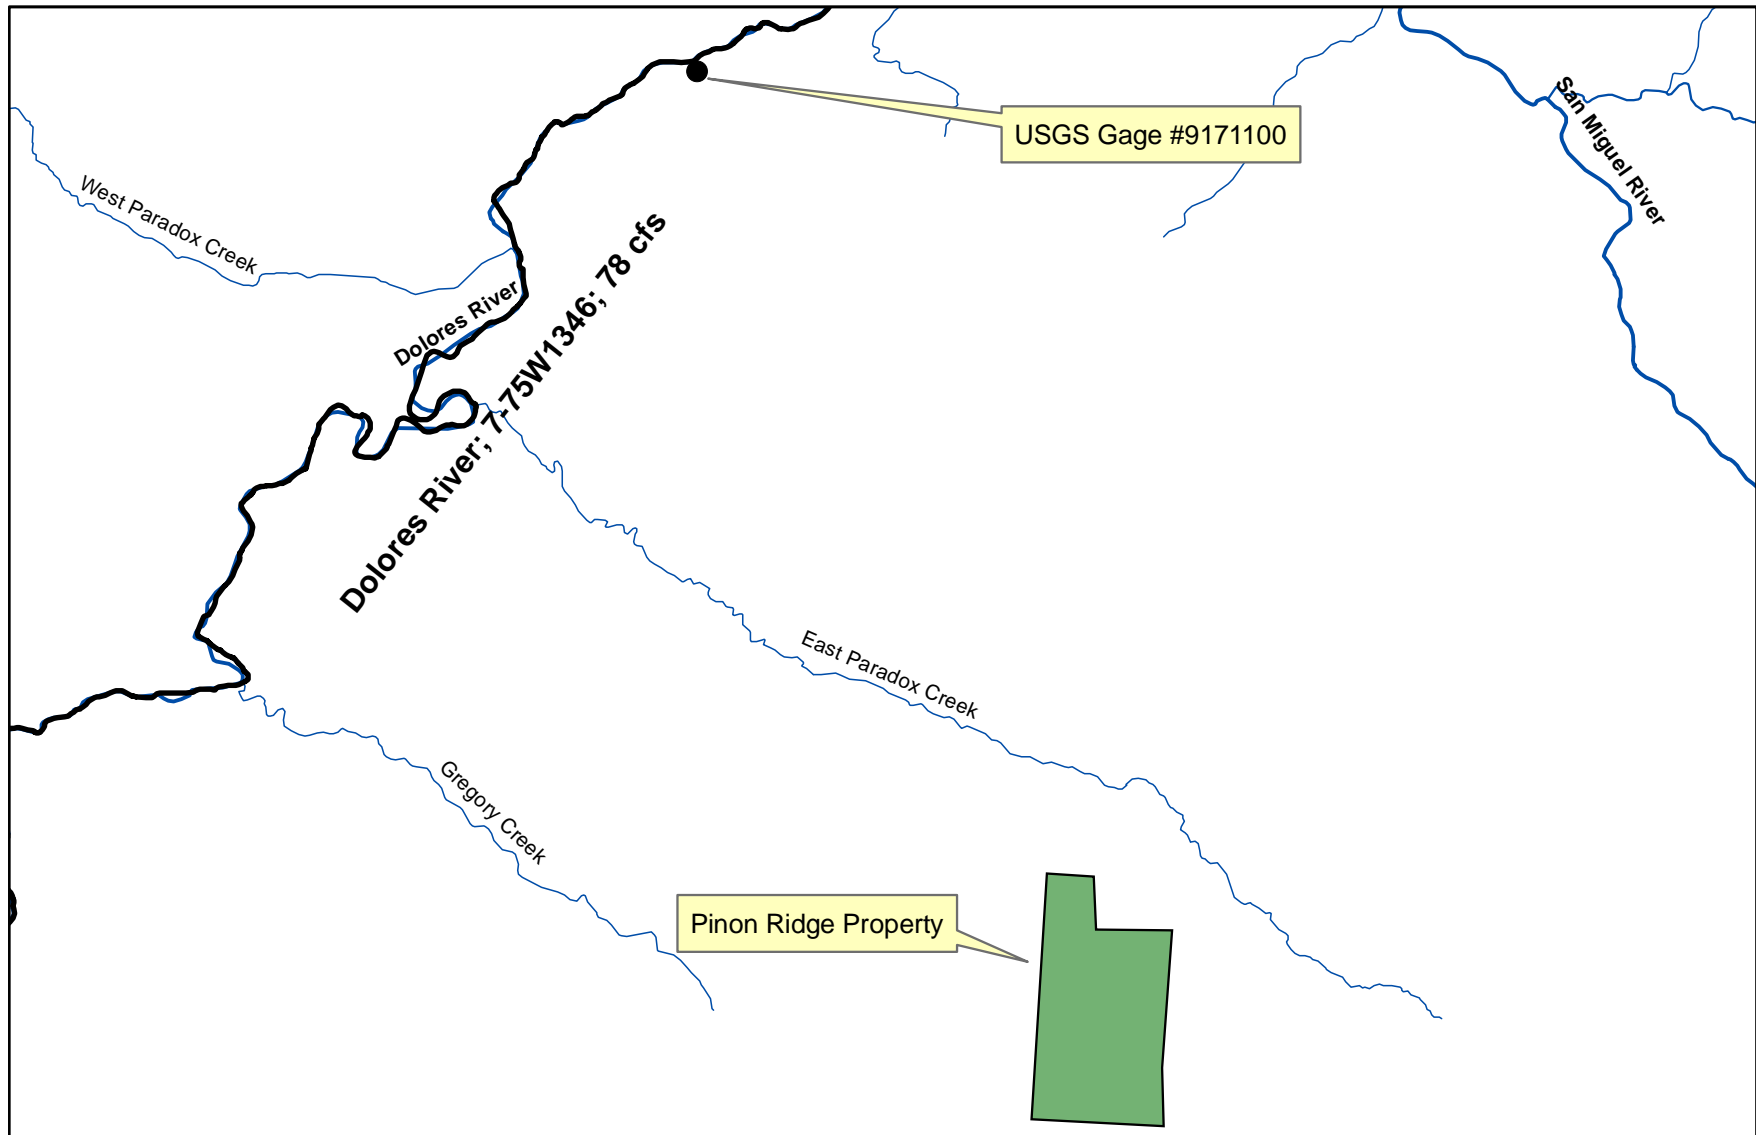 USGS Gage #9171100
San Miguel River
West Paradox Creek
Dolores River
Dolores River; 7-75W1346; 78 cfs
East Paradox Creek
Gregory Creek
Pinon Ridge Property